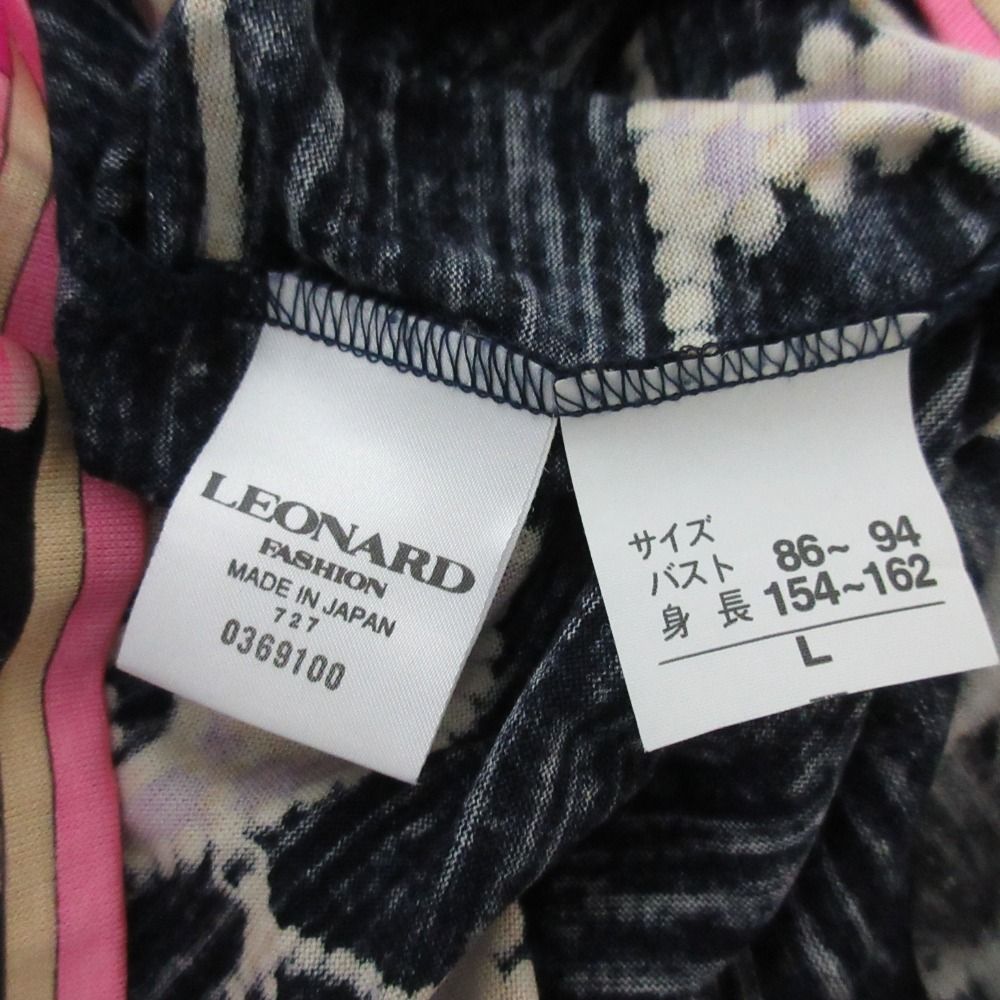 LEONARD
FASHION
MADE IN JAPAN
727
0369100
サイズ
バスト 86~ 94
身長 154~162
L